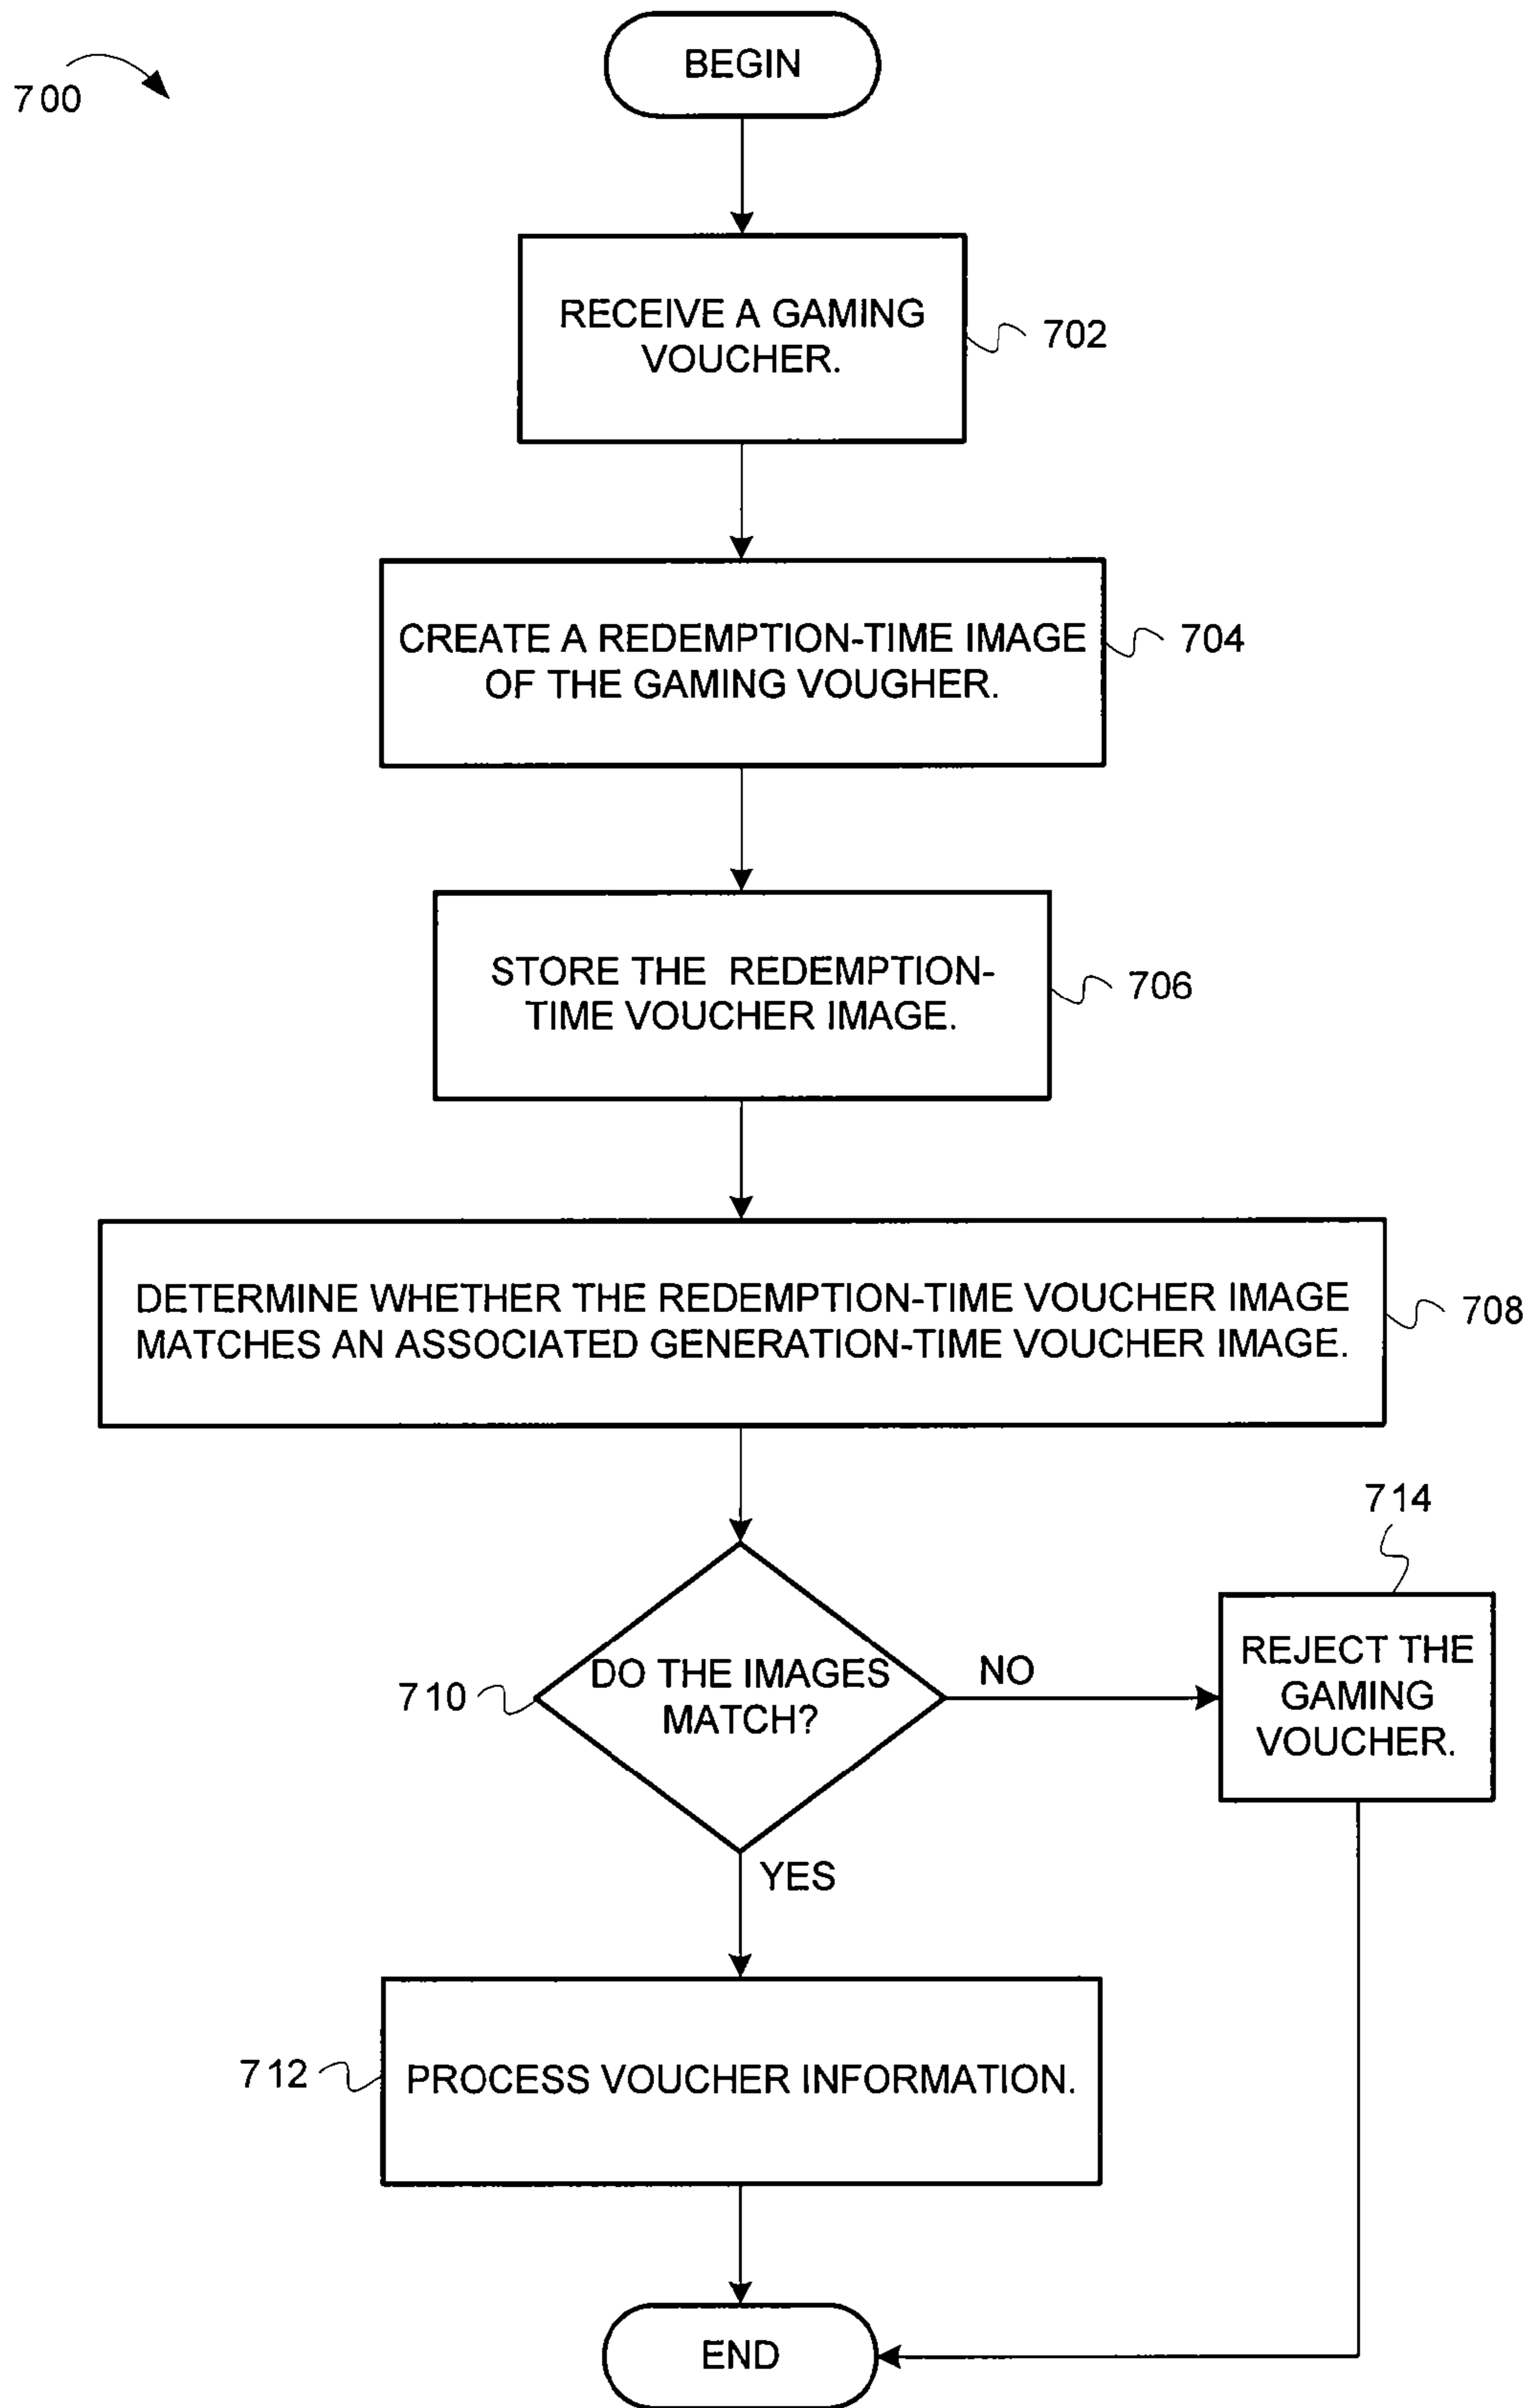 700
BEGIN
RECEIVE A GAMING
VOUCHER.
702
CREATE A REDEMPTION-TIME IMAGE
OF THE GAMING VOUGHER.
704
STORE THE REDEMPTION-
TIME VOUCHER IMAGE.
706
DETERMINE WHETHER THE REDEMPTION-TIME VOUCHER IMAGE
MATCHES AN ASSOCIATED GENERATION-TIME VOUCHER IMAGE.
708
710
DO THE IMAGES
MATCH?
NO
714
REJECT THE
GAMING
VOUCHER.
YES
712
PROCESS VOUCHER INFORMATION.
END